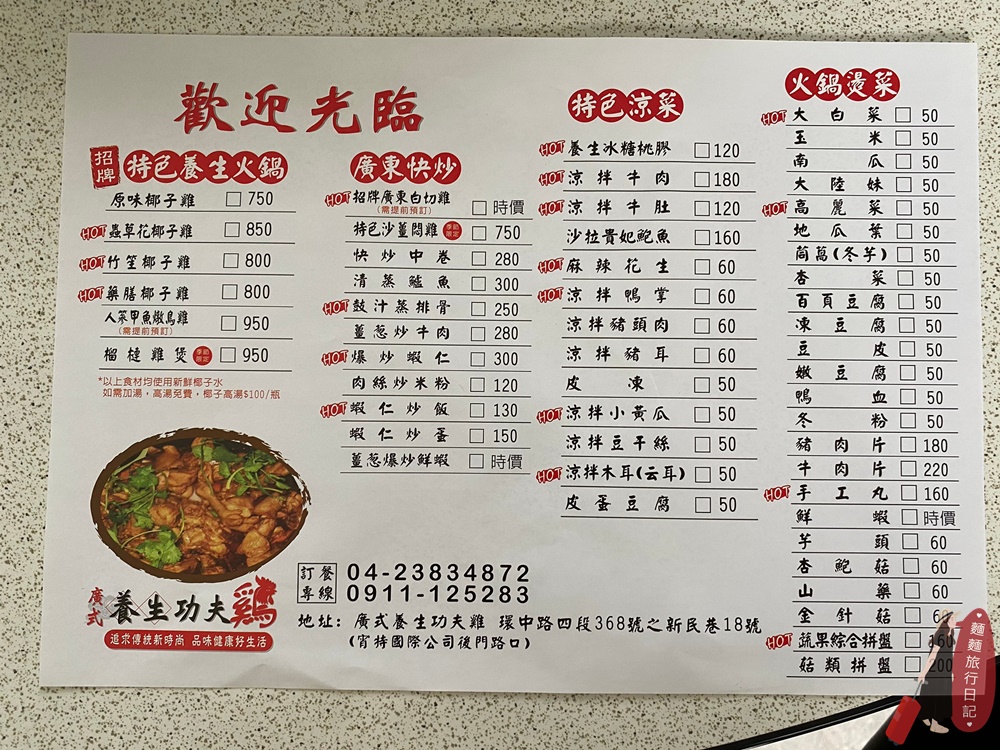 歡迎光臨
招牌 特色養生火鍋
原味椰子雞 750
HOT 蟲草花椰子雞 850
HOT 竹笙椰子雞 800
HOT 藥膳椰子雞 800
人蔘甲魚燉烏雞 950
(需提前預訂)
榴槤雞煲 季節限定 950
*以上食材均使用新鮮椰子水
如需加湯，高湯免費，椰子高湯$100/瓶
廣東快炒
HOT 招牌廣東白切雞 時價
(需提前預訂)
特色沙薑悶雞 季節限定 750
快炒中卷 280
清蒸鱸魚 300
HOT 鼓汁蒸排骨 250
薑蔥炒牛肉 280
HOT 爆炒蝦仁 300
肉絲炒米粉 120
HOT 蝦仁炒飯 130
蝦仁炒蛋 150
薑蔥爆炒鮮蝦 時價
特色涼菜
HOT 養生冰糖桃膠 120
HOT 涼拌牛肉 180
HOT 涼拌牛肚 120
沙拉貴妃鮑魚 160
HOT 麻辣花生 60
HOT 涼拌鴨掌 60
涼拌豬頭肉 60
涼拌豬耳 60
皮凍 50
HOT 涼拌小黃瓜 50
涼拌豆干絲 50
HOT 涼拌木耳(云耳) 50
皮蛋豆腐 50
火鍋燙菜
HOT 大白菜 50
玉米 50
南瓜 50
大陸妹 50
HOT 高麗菜 50
地瓜葉 50
茼萵(冬芋) 50
杏菜 50
百頁豆腐 50
凍豆腐 50
豆皮 50
嫩豆腐 50
鴨血 50
冬粉 50
豬肉片 180
牛肉片 220
HOT 手工丸 160
鮮蝦 時價
芋頭 60
杏鮑菇 60
山藥 60
金針菇 60
HOT 蔬果綜合拼盤 160
菇類拼盤 200
廣式 養生功夫雞
追求傳統新時尚 品味健康好生活
訂餐專線 04-23834872
0911-125283
地址: 廣式養生功夫雞 環中路四段368號之新民巷18號
(宵特國際公司後門路口)
麵麵旅行日記